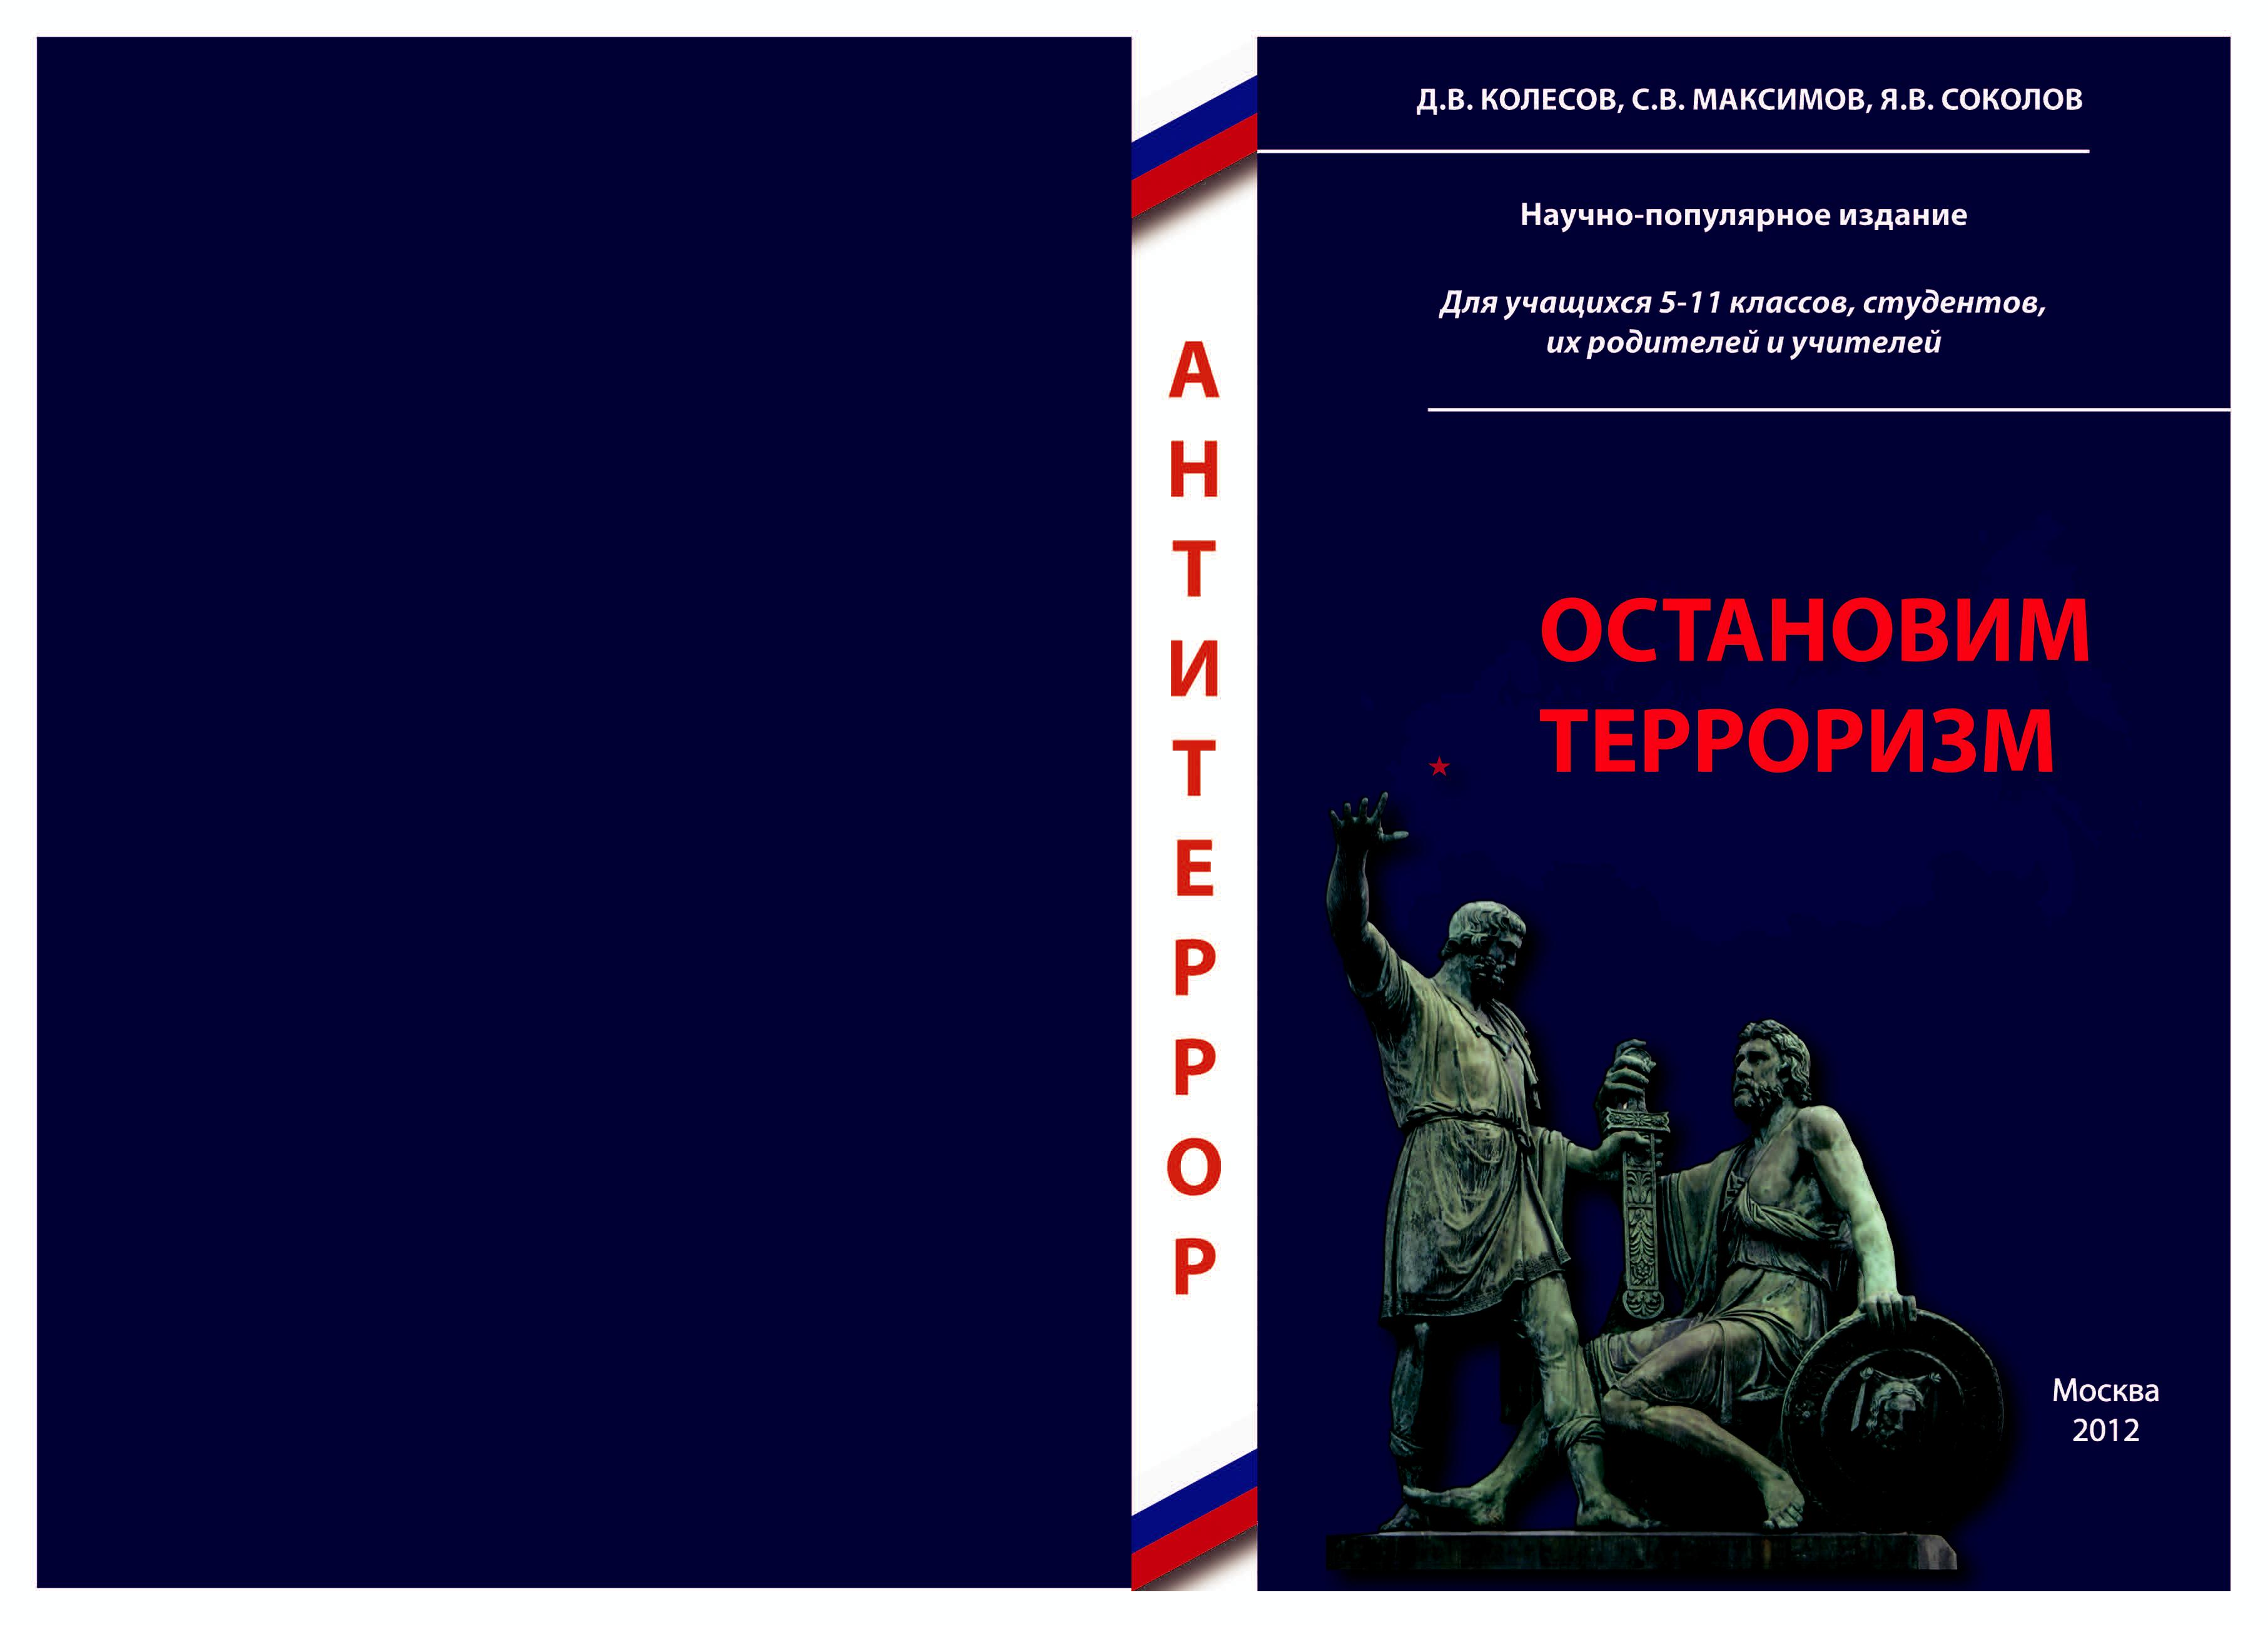 А
Н
Т
И
Т
Е
Р
Р
О
Р
Д.В. КОЛЕСОВ, С.В. МАКСИМОВ, Я.В. СОКОЛОВ
Научно-популярное издание
Для учащихся 5-11 классов, студентов,
их родителей и учителей
ОСТАНОВИМ
ТЕРРОРИЗМ
Москва
2012